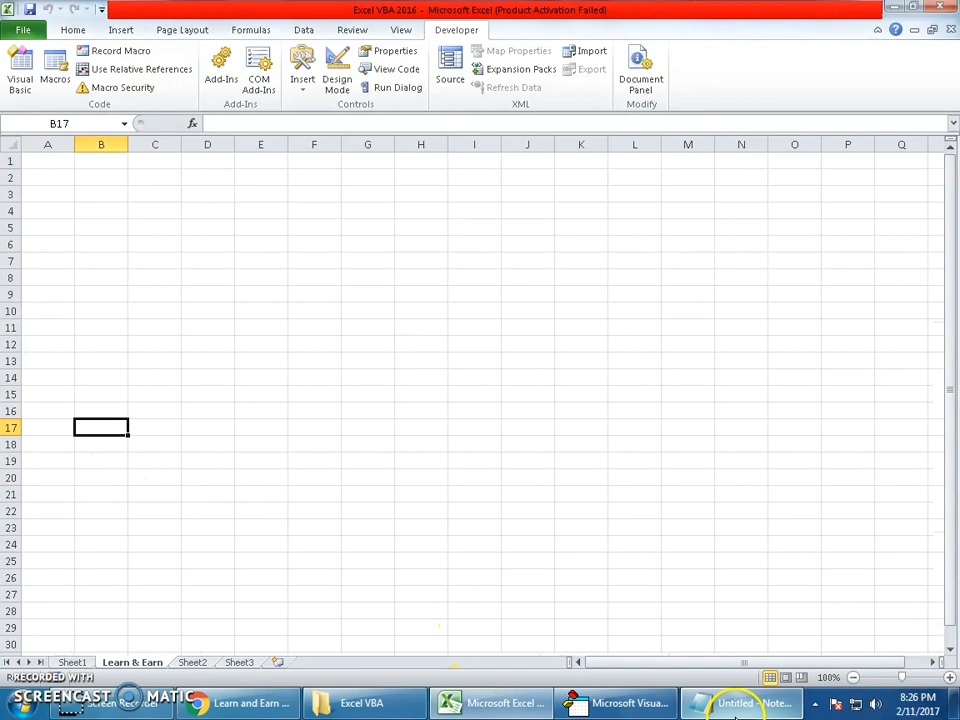 Excel VBA 2016 - Microsoft Excel (Product Activation Failed)
File Home Insert Page Layout Formulas Data Review View Developer
Visual Basic
Macros
Record Macro
Use Relative References
Macro Security
Code
Add-Ins
COM Add-Ins
Add-Ins
Insert
Design Mode
Properties
View Code
Run Dialog
Controls
Source
Map Properties
Expansion Packs
Refresh Data
Import
Export
XML
Document Panel
Modify
B17
fx
A B C D E F G H I J K L M N O P Q
1
2
3
4
5
6
7
8
9
10
11
12
13
14
15
16
17
18
19
20
21
22
23
24
25
26
27
28
29
30
Sheet1 Learn & Earn Sheet2 Sheet3
RECORDED WITH
100%
SCREENCAST MATIC
Screen Recorder
Learn and Earn ...
Excel VBA
Microsoft Excel ...
Microsoft Visua...
Untitled - Note...
8:26 PM
2/11/2017